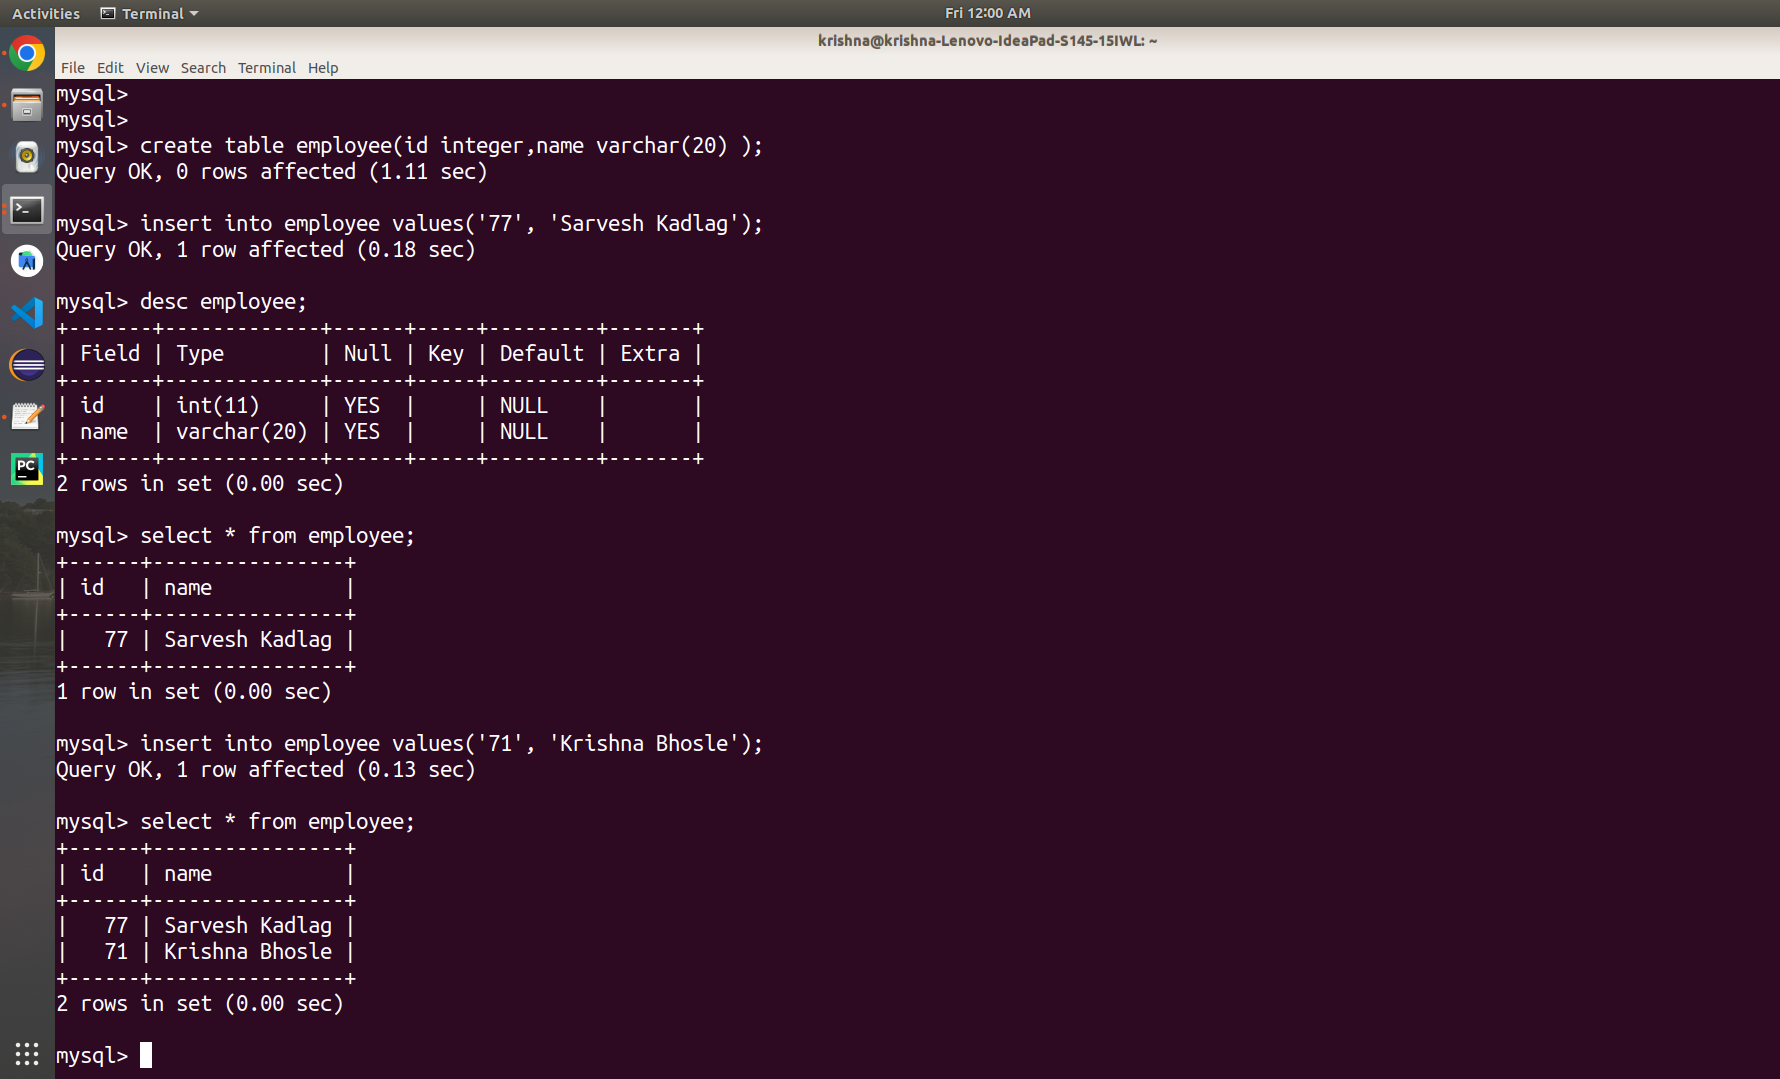 Activities Terminal Fri 12:00 AM
krishna@krishna-Lenovo-IdeaPad-S145-15IWL: ~
File Edit View Search Terminal Help
mysql>
mysql>
mysql> create table employee(id integer,name varchar(20) );
Query OK, 0 rows affected (1.11 sec)

mysql> insert into employee values('77', 'Sarvesh Kadlag');
Query OK, 1 row affected (0.18 sec)

mysql> desc employee;
+-------+-------------+------+-----+---------+-------+
| Field | Type        | Null | Key | Default | Extra |
+-------+-------------+------+-----+---------+-------+
| id    | int(11)     | YES  |     | NULL    |       |
| name  | varchar(20) | YES  |     | NULL    |       |
+-------+-------------+------+-----+---------+-------+
2 rows in set (0.00 sec)

mysql> select * from employee;
+------+----------------+
| id   | name           |
+------+----------------+
|   77 | Sarvesh Kadlag |
+------+----------------+
1 row in set (0.00 sec)

mysql> insert into employee values('71', 'Krishna Bhosle');
Query OK, 1 row affected (0.13 sec)

mysql> select * from employee;
+------+----------------+
| id   | name           |
+------+----------------+
|   77 | Sarvesh Kadlag |
|   71 | Krishna Bhosle |
+------+----------------+
2 rows in set (0.00 sec)

mysql>
PC